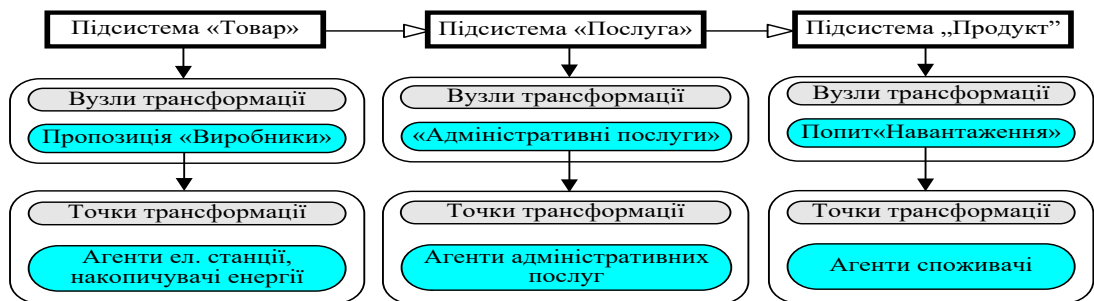 Підсистема «Товар»
Підсистема «Послуга»
Підсистема „Продукт”
Вузли трансформації
Вузли трансформації
Вузли трансформації
Пропозиція «Виробники»
«Адміністративні послуги»
Попит«Навантаження»
Точки трансформації
Точки трансформації
Точки трансформації
Агенти ел. станції,
накопичувачі енергії
Агенти адміністративних
послуг
Агенти споживачі